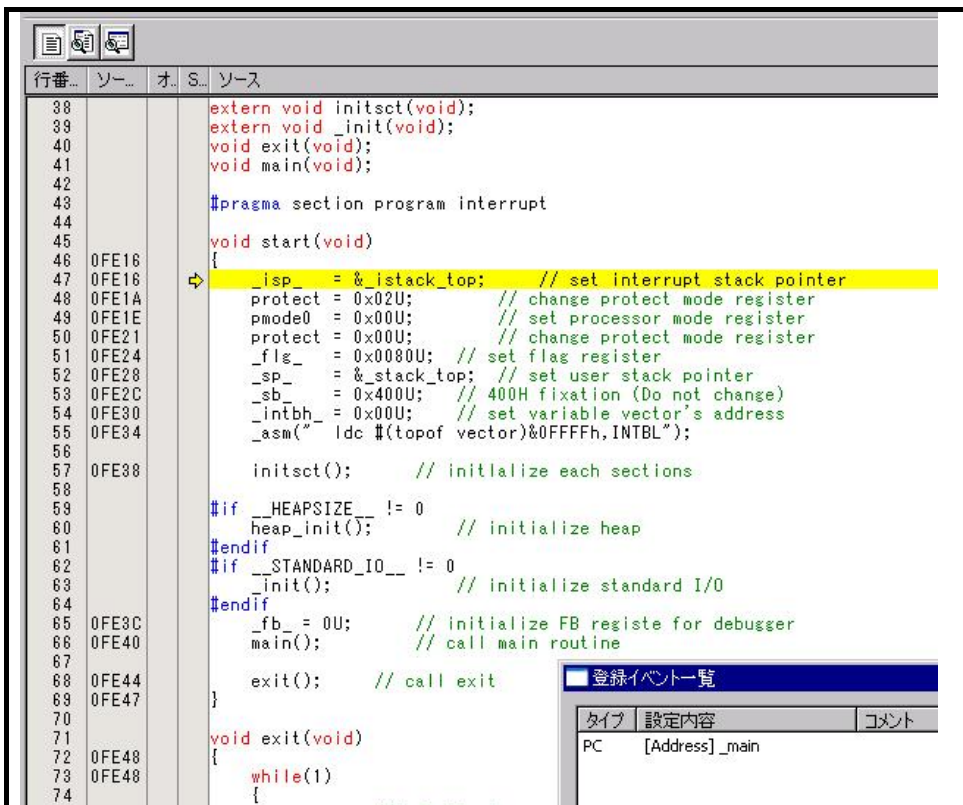 行番... ソー... オ.. S... ソース
38 extern void initsct(void);
39 extern void _init(void);
40 void exit(void);
41 void main(void);
42
43 #pragma section program interrupt
44
45 void start(void)
46 0FE16 {
47 0FE16 _isp_ = &_istack_top; // set interrupt stack pointer
48 0FE1A protect = 0x02U; // change protect mode register
49 0FE1E pmode0 = 0x00U; // set processor mode register
50 0FE21 protect = 0x00U; // change protect mode register
51 0FE24 _flg_ = 0x0080U; // set flag register
52 0FE28 _sp_ = &_stack_top; // set user stack pointer
53 0FE2C _sb_ = 0x400U; // 400H fixation (Do not change)
54 0FE30 _intbh_ = 0x00U; // set variable vector's address
55 0FE34 _asm(" ldc #(topof vector)&0FFFFh,INTBL");
56
57 0FE38 initsct(); // initlalize each sections
58
59 #if __HEAPSIZE__ != 0
60 heap_init(); // initialize heap
61 #endif
62 #if __STANDARD_IO__ != 0
63 _init(); // initialize standard I/O
64 #endif
65 0FE3C _fb_ = 0U; // initialize FB registe for debugger
66 0FE40 main(); // call main routine
67
68 0FE44 exit(); // call exit
69 0FE47 }
70
71 void exit(void)
72 0FE48 {
73 0FE48 while(1)
74 {
登録イベント一覧
タイプ 設定内容 コメント
PC [Address] _main